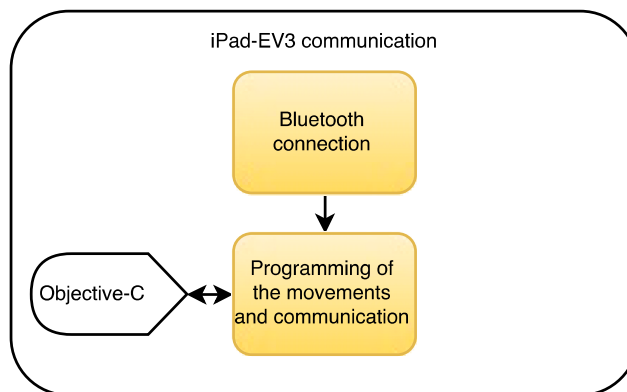 iPad-EV3 communication
Bluetooth
connection
Programming of
the movements
and communication
Objective-C